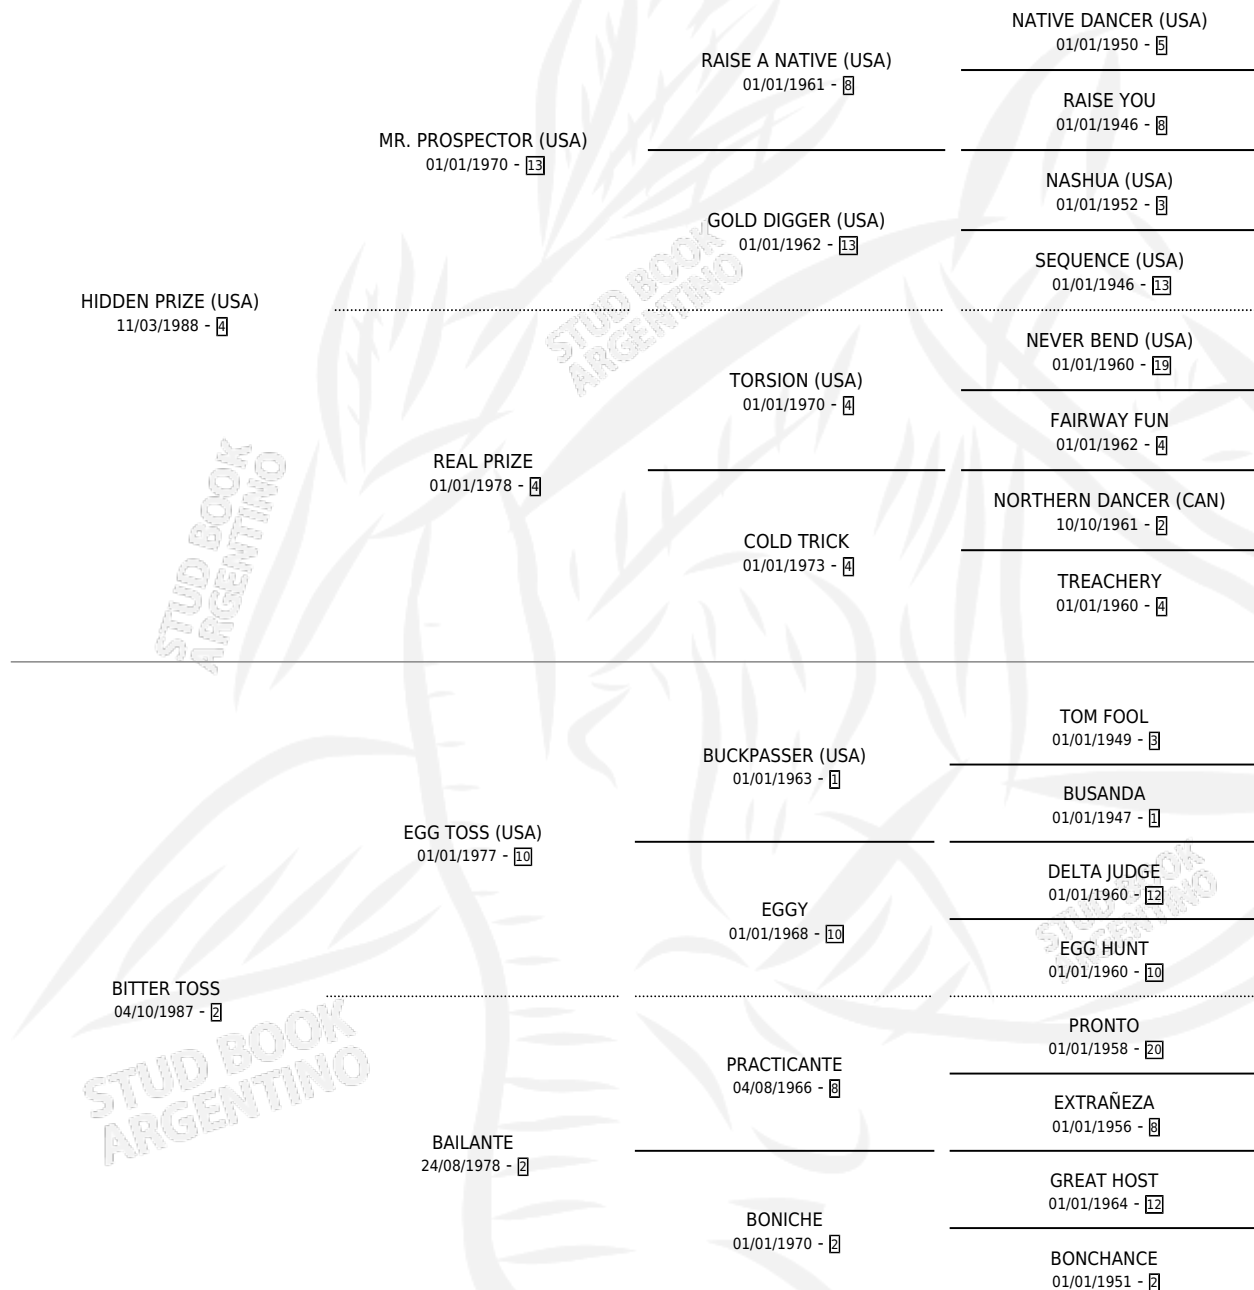 NATIVE DANCER (USA)
01/01/1950 - 5
RAISE A NATIVE (USA)
01/01/1961 - 8
RAISE YOU
01/01/1946 - 8
MR. PROSPECTOR (USA)
01/01/1970 - 13
NASHUA (USA)
01/01/1952 - 3
GOLD DIGGER (USA)
01/01/1962 - 13
SEQUENCE (USA)
01/01/1946 - 13
HIDDEN PRIZE (USA)
11/03/1988 - 4
NEVER BEND (USA)
01/01/1960 - 19
TORSION (USA)
01/01/1970 - 4
FAIRWAY FUN
01/01/1962 - 4
REAL PRIZE
01/01/1978 - 4
NORTHERN DANCER (CAN)
10/10/1961 - 2
COLD TRICK
01/01/1973 - 4
TREACHERY
01/01/1960 - 4
TOM FOOL
01/01/1949 - 3
BUCKPASSER (USA)
01/01/1963 - 1
BUSANDA
01/01/1947 - 1
EGG TOSS (USA)
01/01/1977 - 10
DELTA JUDGE
01/01/1960 - 12
EGGY
01/01/1968 - 10
EGG HUNT
01/01/1960 - 10
BITTER TOSS
04/10/1987 - 2
PRONTO
01/01/1958 - 20
PRACTICANTE
04/08/1966 - 8
EXTRAÑEZA
01/01/1956 - 8
BAILANTE
24/08/1978 - 2
GREAT HOST
01/01/1964 - 12
BONICHE
01/01/1970 - 2
BONCHANCE
01/01/1951 - 2
STUD BOOK
ARGENTINO
STUD BOOK
ARGENTINO
STUD BOOK
ARGENTINO
STUD BOOK
ARGENTINO